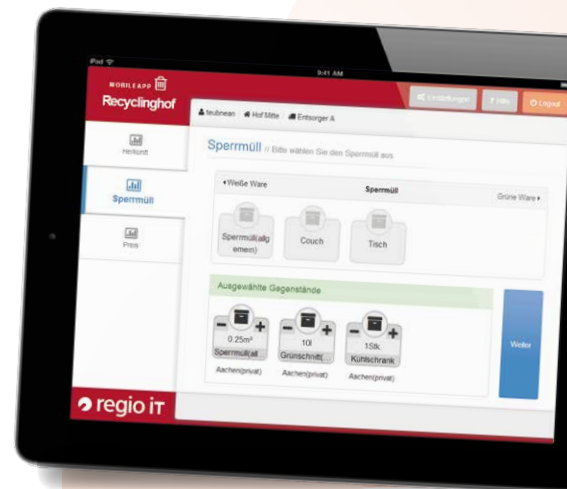 iPad
9:41 AM
MOBILEAPP
Recyclinghof
Einstellungen
? Hilfe
Logout
teubnean
Hof Mitte
Entsorger A
Herkunft
Sperrmüll
Preis
Sperrmüll // Bitte wählen Sie den Sperrmüll aus
Weiße Ware
Sperrmüll
Grüne Ware
Sperrmüll(allg
emein)
Couch
Tisch
Ausgewählte Gegenstände
- +
0.25m³
Sperrmüll(all...
Aachen(privat)
- +
10l
Grünschnitt(...
Aachen(privat)
- +
1Stk.
Kühlschrank
Aachen(privat)
Weiter
regio iT